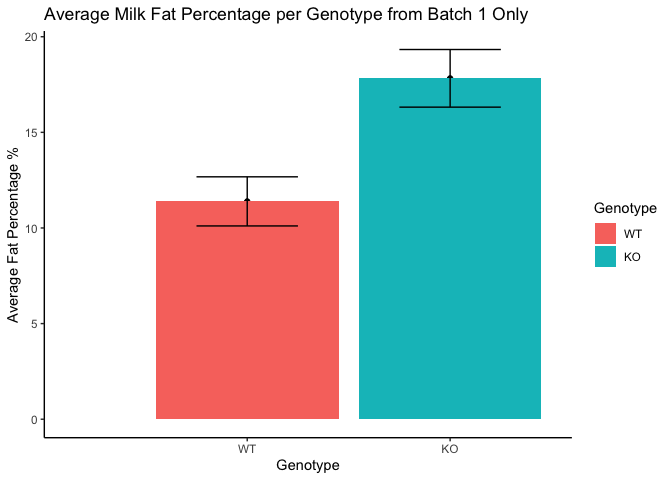 Average Milk Fat Percentage per Genotype from Batch 1 Only
Average Fat Percentage %
20
15
10
5
0
WT
KO
Genotype
Genotype
WT
KO